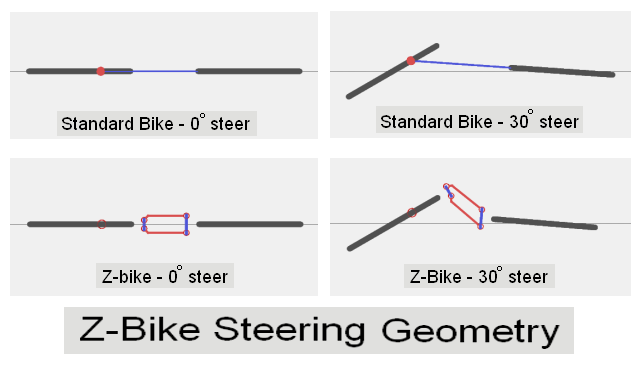 Standard Bike - 0° steer
Standard Bike - 30° steer
Z-bike - 0° steer
Z-Bike - 30° steer
Z-Bike Steering Geometry